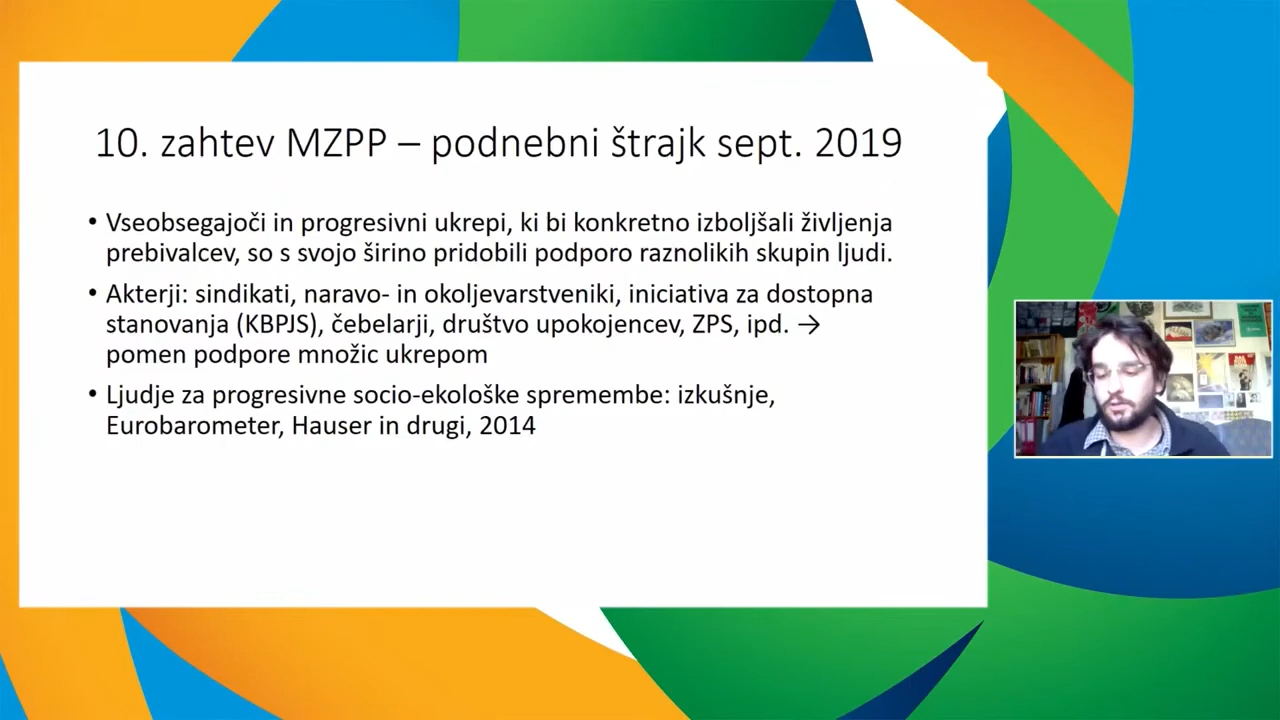 10. zahtev MZPP – podnebni štrajk sept. 2019
• Vseobsegajoči in progresivni ukrepi, ki bi konkretno izboljšali življenja
prebivalcev, so s svojo širino pridobili podporo raznolikih skupin ljudi.
• Akterji: sindikati, naravo- in okoljevarstveniki, iniciativa za dostopna
stanovanja (KBPJS), čebelarji, društvo upokojencev, ZPS, ipd. →
pomen podpore množic ukrepom
• Ljudje za progresivne socio-ekološke spremembe: izkušnje,
Eurobarometer, Hauser in drugi, 2014